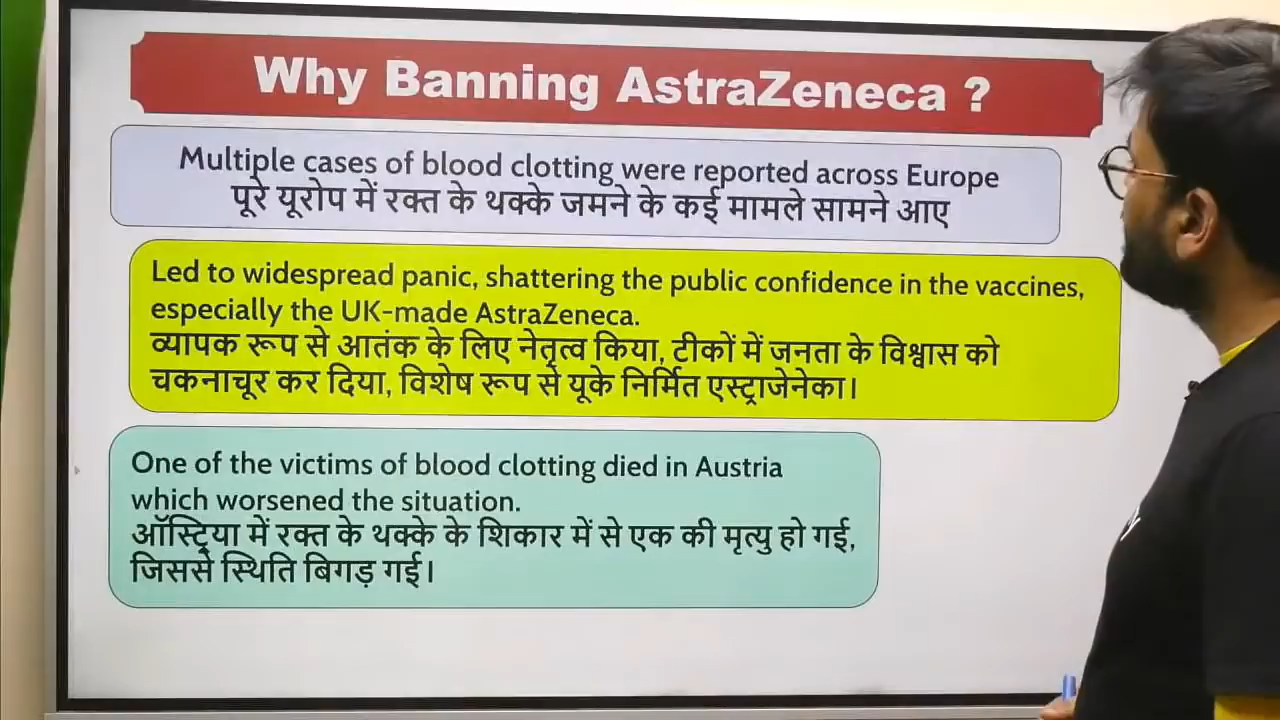 Why Banning AstraZeneca ?
Multiple cases of blood clotting were reported across Europe
पूरे यूरोप में रक्त के थक्के जमने के कई मामले सामने आए
Led to widespread panic, shattering the public confidence in the vaccines,
especially the UK-made AstraZeneca.
व्यापक रूप से आतंक के लिए नेतृत्व किया, टीकों में जनता के विश्वास को
चकनाचूर कर दिया, विशेष रूप से यूके निर्मित एस्ट्राजेनेका।
One of the victims of blood clotting died in Austria
which worsened the situation.
ऑस्ट्रिया में रक्त के थक्के के शिकार में से एक की मृत्यु हो गई,
जिससे स्थिति बिगड़ गई।